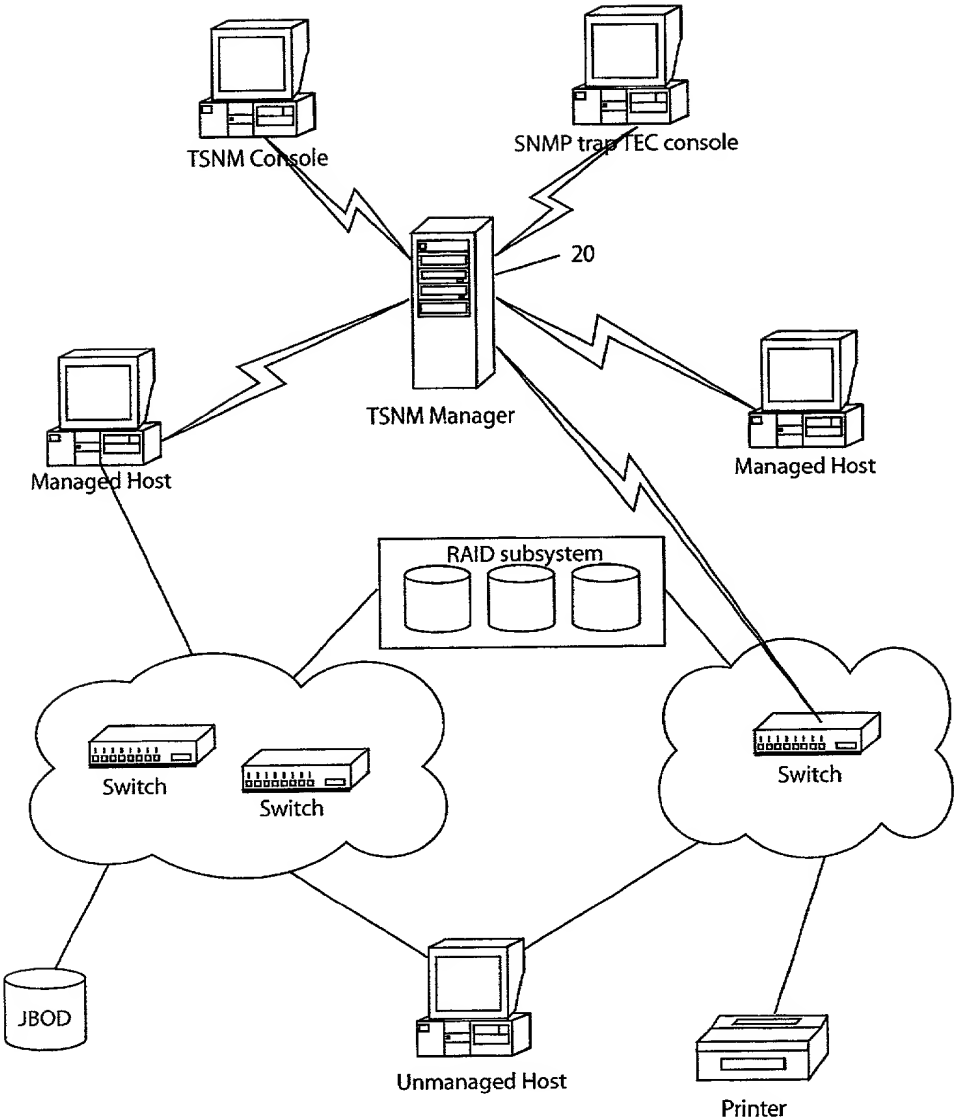 TSNM Console
SNMP trap TEC console
20
TSNM Manager
Managed Host
Managed Host
RAID subsystem
Switch
Switch
Switch
JBOD
Unmanaged Host
Printer